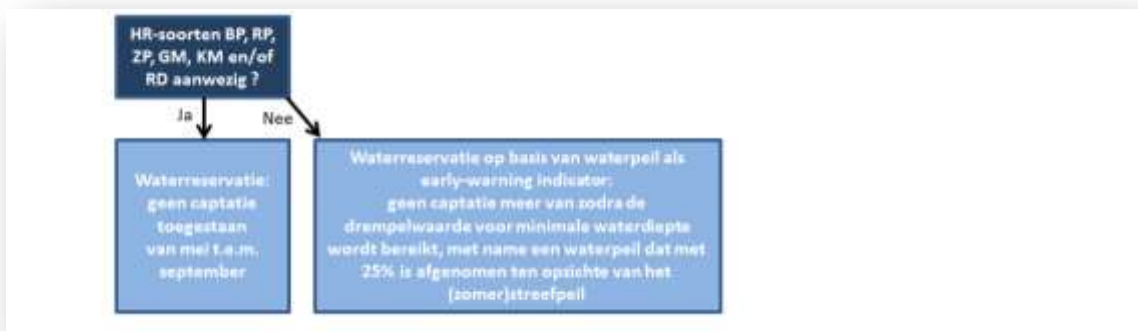 HR-soorten BP, RP,
ZP, GM, KM en/of
RD aanwezig ?
Ja
Nee
Waterreservatie:
geen captatie
toegestaan
van mei t.e.m.
september
Waterreservatie op basis van waterpeil als
early-warning indicator:
geen captatie meer van zodra de
drempelwaarde voor minimale waterdiepte
wordt bereikt, met name een waterpeil dat met
25% is afgenomen ten opzichte van het
(zomer)streefpeil